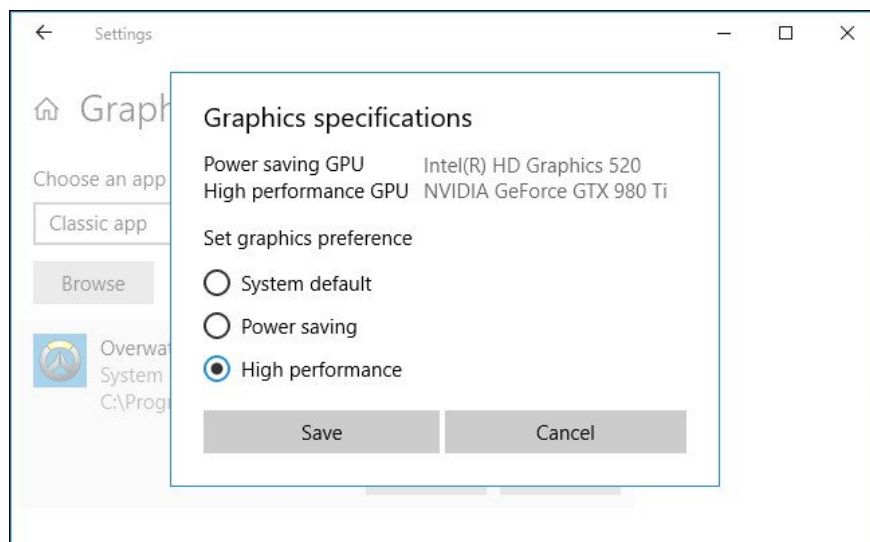 Settings
Graph
Graphics specifications
Power saving GPU Intel(R) HD Graphics 520
High performance GPU NVIDIA GeForce GTX 980 Ti
Choose an app
Classic app
Set graphics preference
System default
Browse
Power saving
Overwat
System
High performance
C:\Progr
Save Cancel